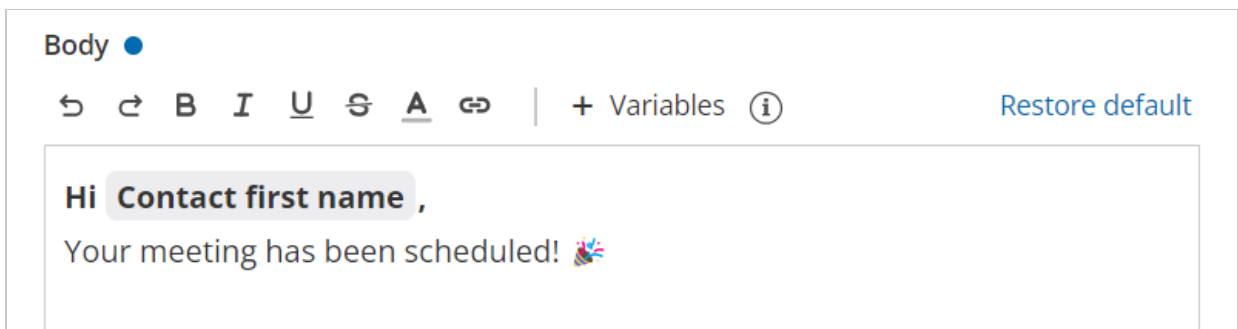 Body
B I U S A + Variables i Restore default
Hi Contact first name ,
Your meeting has been scheduled! 🎉